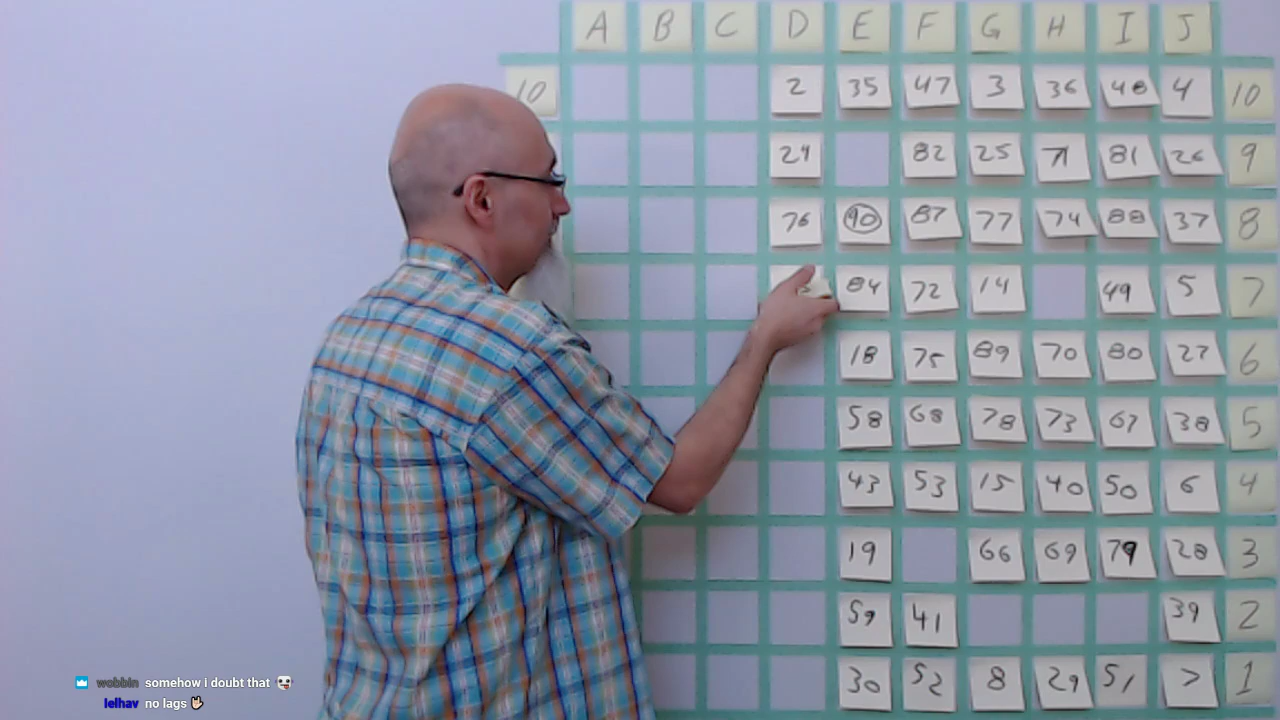 A B C D E F G H I J
10 2 35 47 3 36 48 4 10
24 82 25 71 81 26 9
76 90 87 77 74 88 37 8
84 72 14 49 5 7
18 75 89 70 80 27 6
58 68 78 73 67 38 5
43 53 15 40 50 6 4
19 66 69 79 28 3
59 41 39 2
30 52 8 29 51 7 1
wobbin somehow i doubt that
lelhav no lags